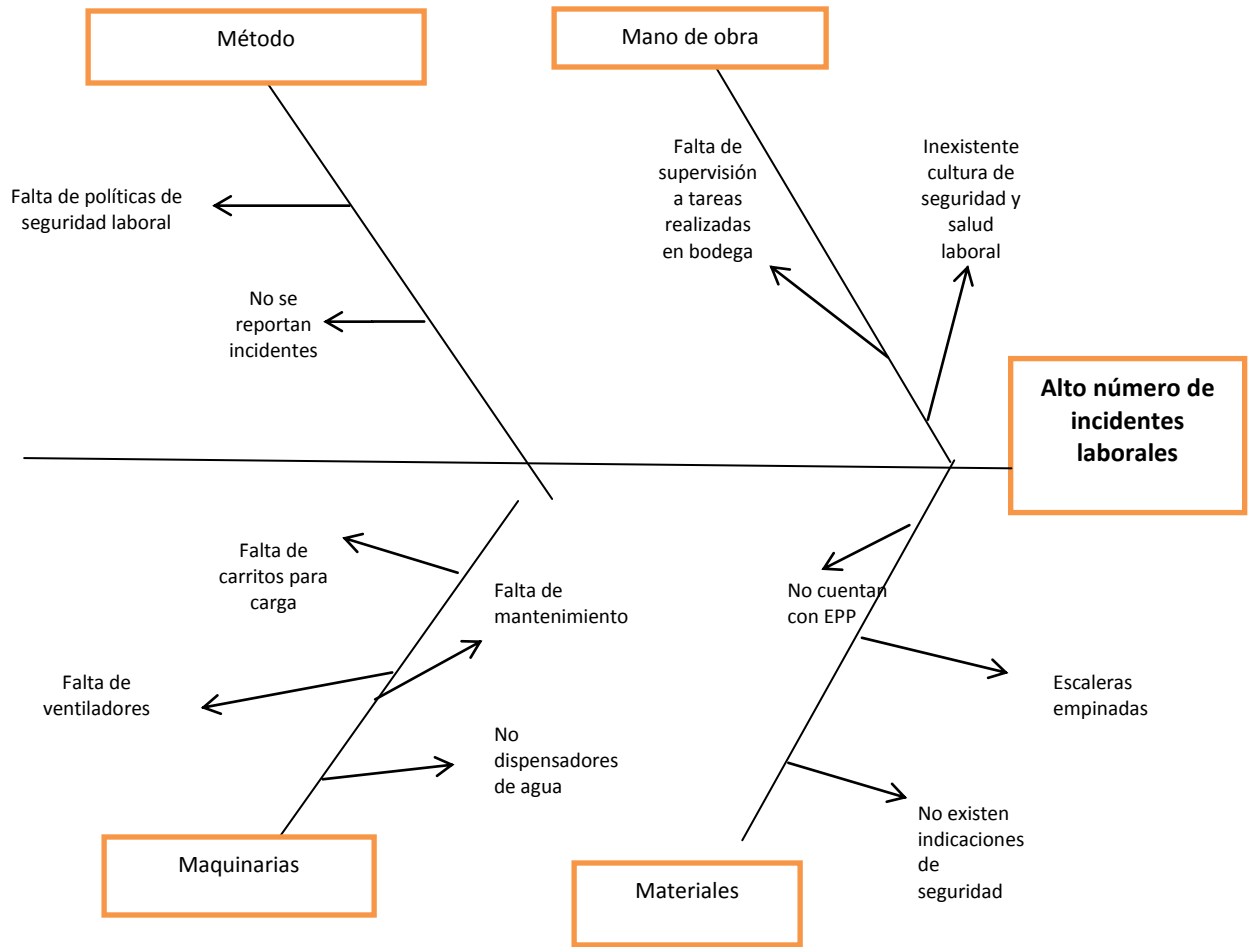 Método
Mano de obra
Falta de políticas de
seguridad laboral
No se
reportan
incidentes
Falta de
supervisión
a tareas
realizadas
en bodega
Inexistente
cultura de
seguridad y
salud
laboral
Alto número de
incidentes
laborales
Falta de
carritos para
carga
Falta de
mantenimiento
Falta de
ventiladores
No
dispensadores
de agua
No cuentan
con EPP
Escaleras
empinadas
No existen
indicaciones
de
seguridad
Maquinarias
Materiales